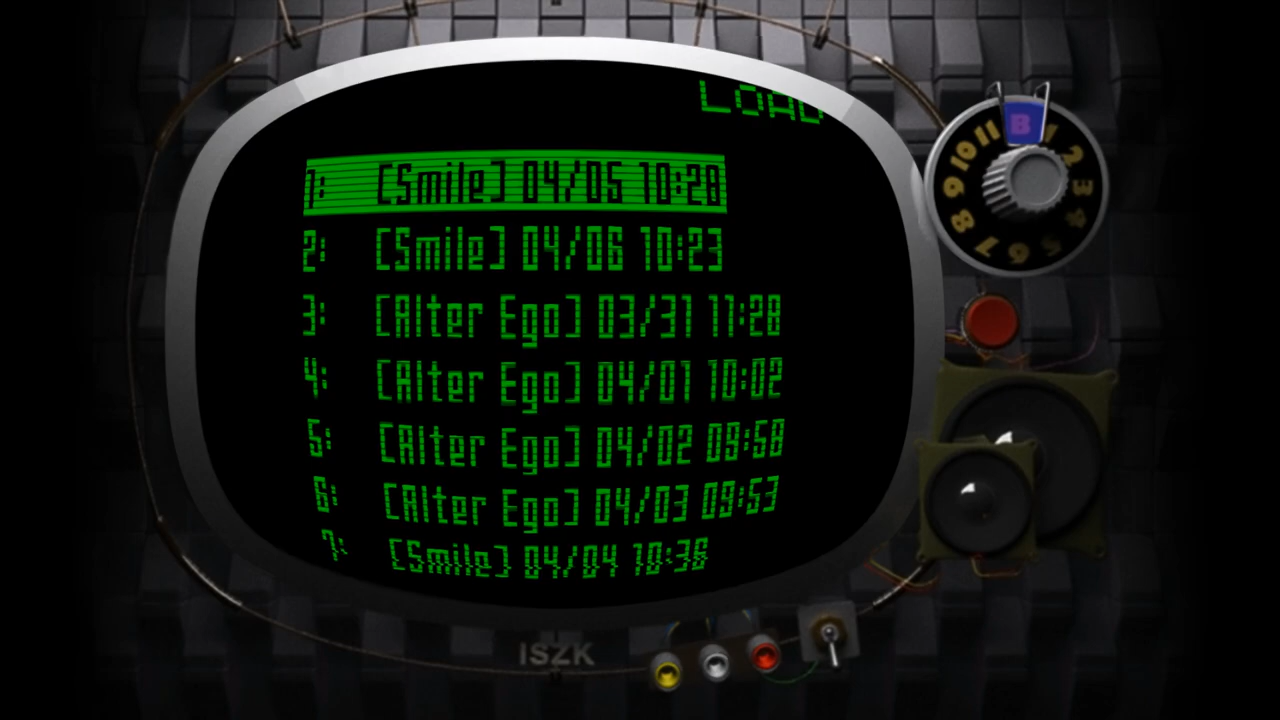 LOAD
1: [Smile] 04/05 10:20
2: [Smile] 04/06 10:23
3: [Alter Ego] 03/31 11:28
4: [Alter Ego] 04/01 10:02
5: [Alter Ego] 04/02 09:58
6: [Alter Ego] 04/03 09:53
7: [Smile] 04/04 10:36
B 1 2 3 4 5 6 7 8 9 10 11
ISZK